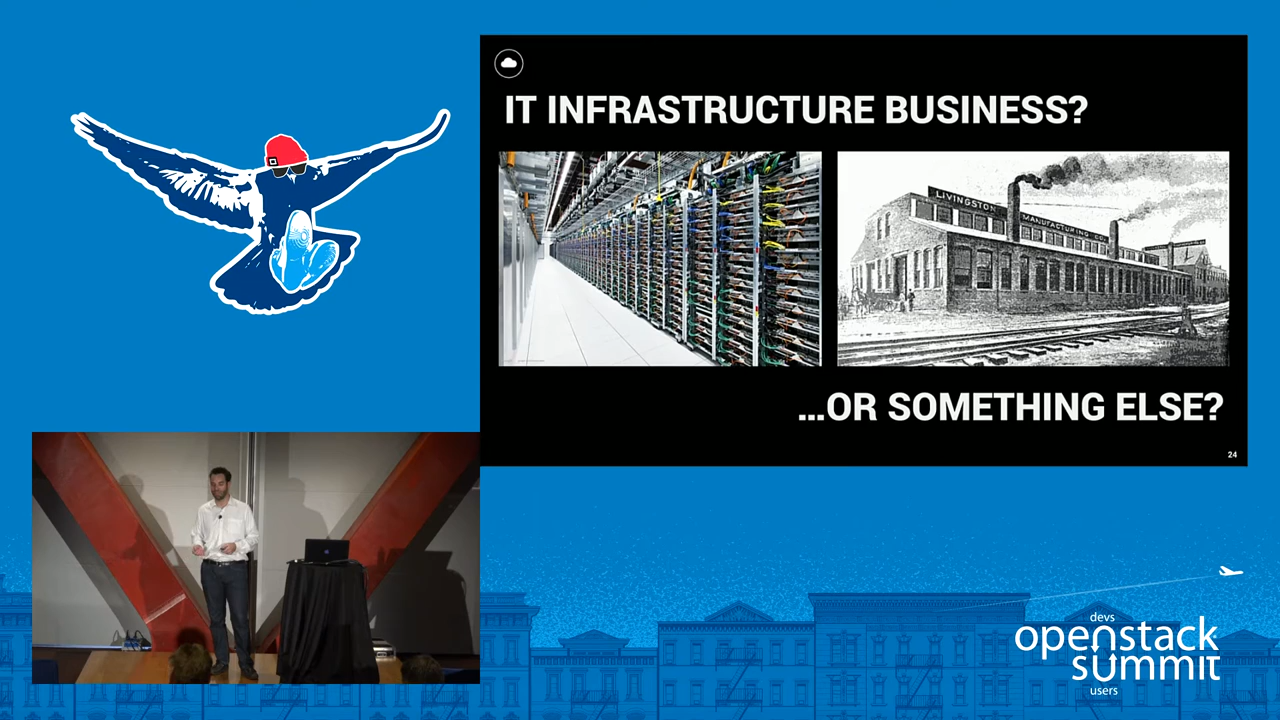 IT INFRASTRUCTURE BUSINESS?
LIVINGSTON
MANUFACTURING CO.
...OR SOMETHING ELSE?
24
devs
openstack
summit
users